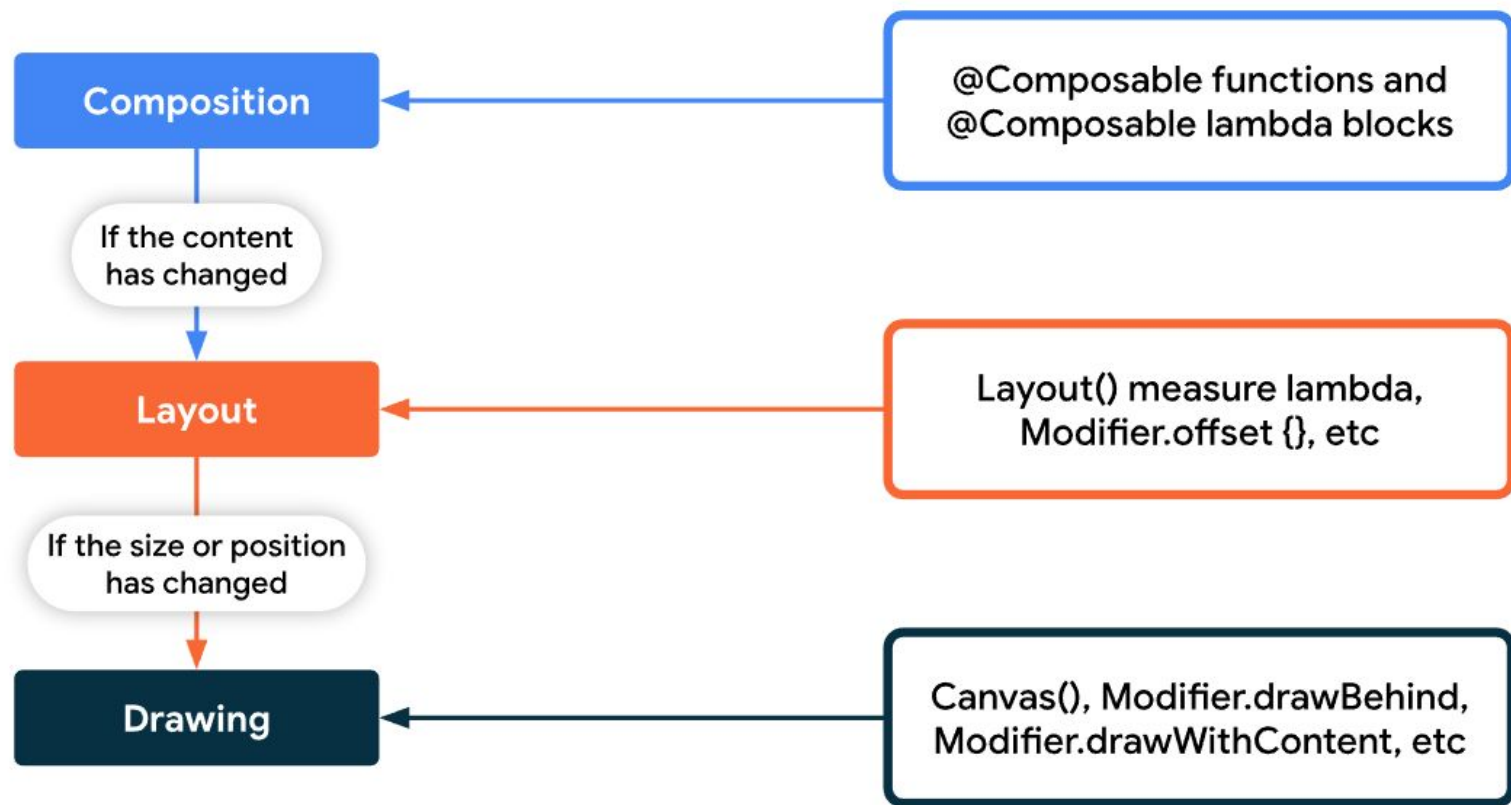 Composition
@Composable functions and
@Composable lambda blocks
If the content
has changed
Layout
Layout() measure lambda,
Modifier.offset {}, etc
If the size or position
has changed
Drawing
Canvas(), Modifier.drawBehind,
Modifier.drawWithContent, etc